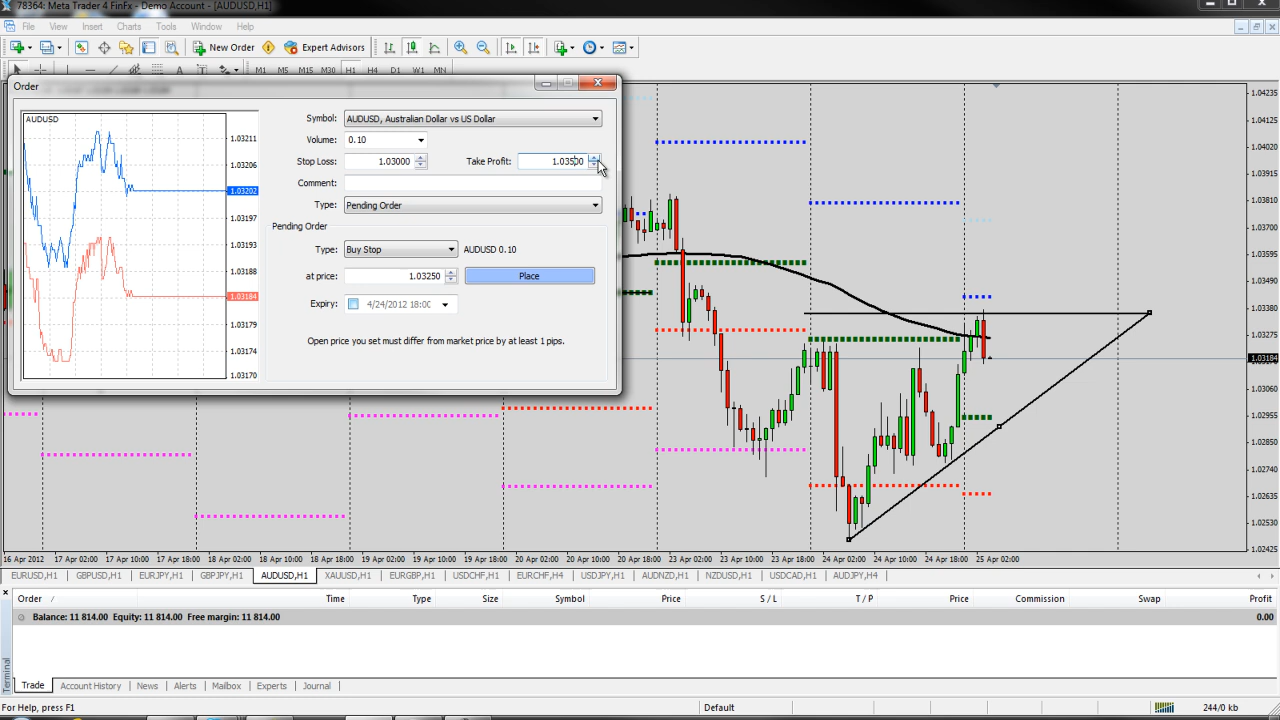 78364: Meta Trader 4 FinFx - Demo Account - [AUDUSD,H1]
File View Insert Charts Tools Window Help
New Order Expert Advisors
A T M1 M5 M15 M30 H1 H4 D1 W1 MN
Order
AUDUSD
1.03211
1.03206
1.03202
1.03197
1.03193
1.03188
1.03184
1.03179
1.03174
1.03170
Symbol: AUDUSD, Australian Dollar vs US Dollar
Volume: 0.10
Stop Loss: 1.03000 Take Profit: 1.03500
Comment:
Type: Pending Order
Pending Order
Type: Buy Stop AUDUSD 0.10
at price: 1.03250 Place
Expiry: 4/24/2012 18:00
Open price you set must differ from market price by at least 1 pips.
1.04235
1.04125
1.04020
1.03915
1.03810
1.03700
1.03595
1.03490
1.03380
1.03275
1.03184
1.03060
1.02955
1.02845
1.02740
1.02635
1.02530
1.02425
16 Apr 2012 17 Apr 02:00 17 Apr 10:00 17 Apr 18:00 18 Apr 02:00 18 Apr 10:00 18 Apr 18:00 19 Apr 02:00 19 Apr 10:00 19 Apr 18:00 20 Apr 02:00 20 Apr 10:00 20 Apr 18:00 23 Apr 02:00 23 Apr 10:00 23 Apr 18:00 24 Apr 02:00 24 Apr 10:00 24 Apr 18:00 25 Apr 02:00
EURUSD,H1 GBPUSD,H1 EURJPY,H1 GBPJPY,H1 AUDUSD,H1 XAUUSD,H1 EURGBP,H1 USDCHF,H1 EURCHF,H4 USDJPY,H1 AUDNZD,H1 NZDUSD,H1 USDCAD,H1 AUDJPY,H4
Order / Time Type Size Symbol Price S / L T / P Price Commission Swap Profit
Balance: 11 814.00 Equity: 11 814.00 Free margin: 11 814.00 0.00
Terminal
Trade Account History News Alerts Mailbox Experts Journal
For Help, press F1 Default 244/0 kb